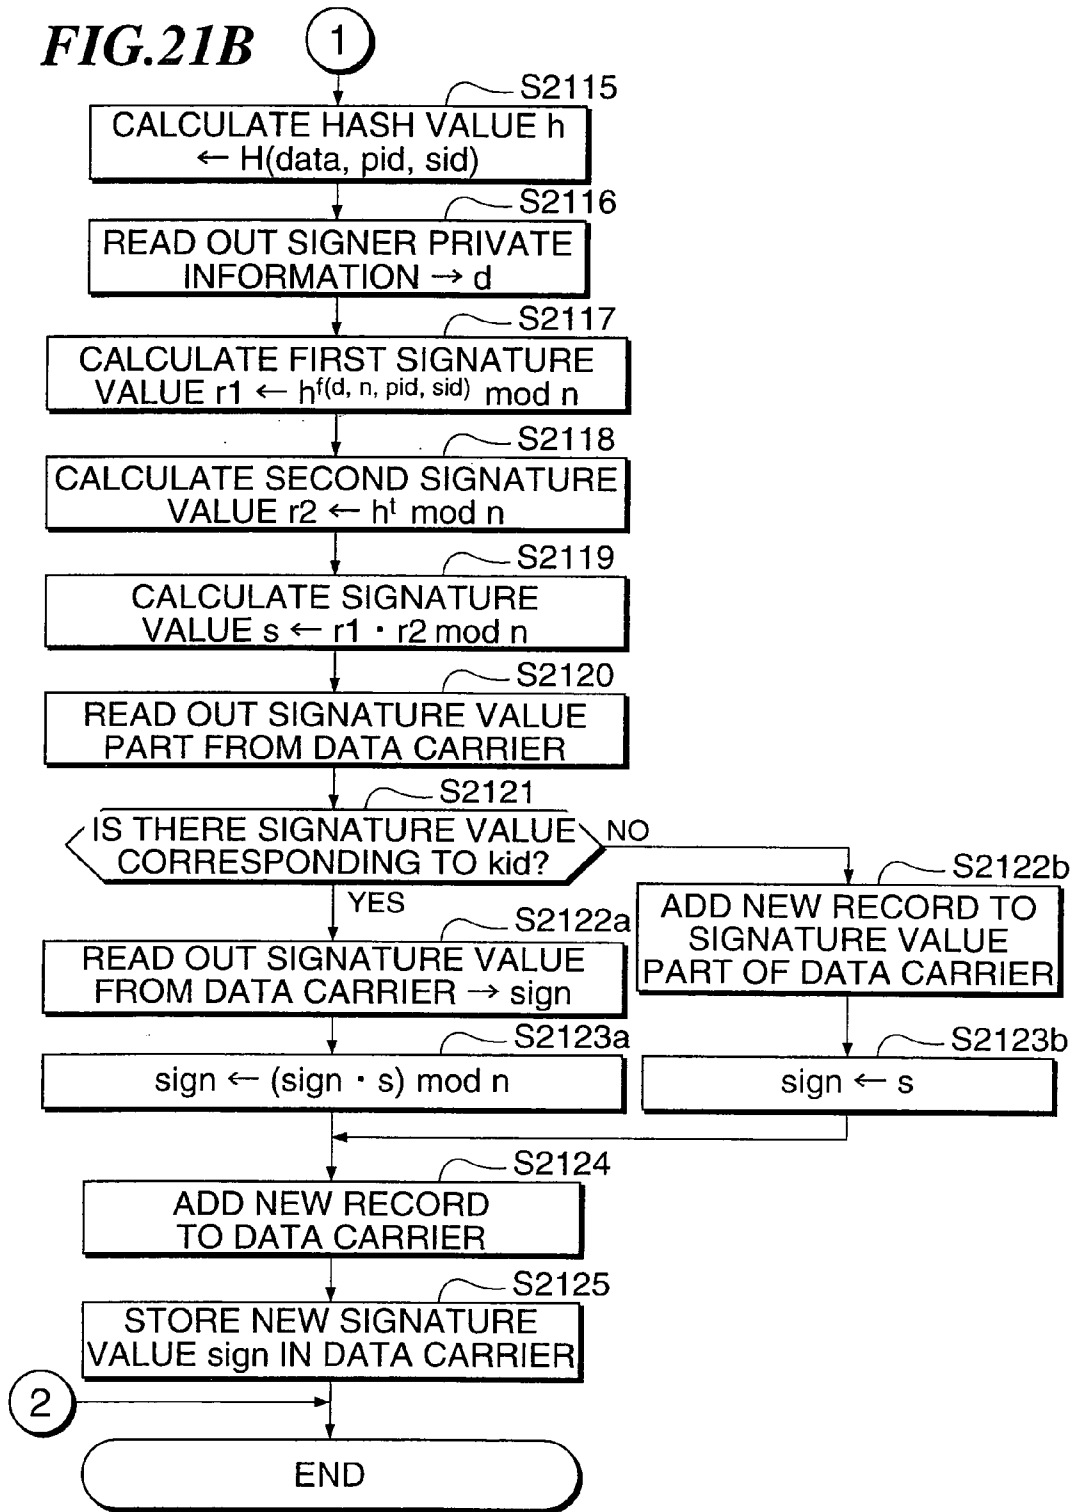 FIG.21B
1
S2115
CALCULATE HASH VALUE h
← H(data, pid, sid)
S2116
READ OUT SIGNER PRIVATE
INFORMATION → d
S2117
CALCULATE FIRST SIGNATURE
VALUE r1 ← h^f(d, n, pid, sid) mod n
S2118
CALCULATE SECOND SIGNATURE
VALUE r2 ← h^t mod n
S2119
CALCULATE SIGNATURE
VALUE s ← r1 · r2 mod n
S2120
READ OUT SIGNATURE VALUE
PART FROM DATA CARRIER
S2121
IS THERE SIGNATURE VALUE
CORRESPONDING TO kid?
NO
YES
S2122b
ADD NEW RECORD TO
SIGNATURE VALUE
PART OF DATA CARRIER
S2122a
READ OUT SIGNATURE VALUE
FROM DATA CARRIER → sign
S2123a
sign ← (sign · s) mod n
S2123b
sign ← s
S2124
ADD NEW RECORD
TO DATA CARRIER
S2125
STORE NEW SIGNATURE
VALUE sign IN DATA CARRIER
2
END